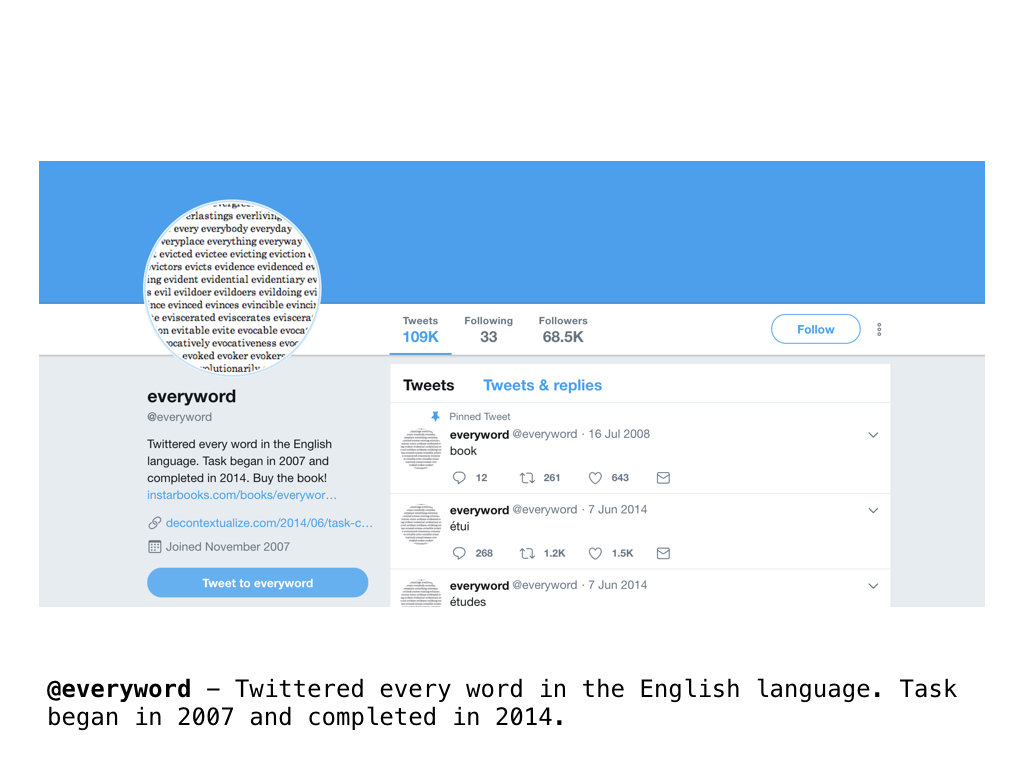 erlastings everliving
every everybody everyday
veryplace everything everyway
evicted victee evicting eviction
victors evicts evidence evidenced ev
ing evident evidential evidentiary ev
s evil evildoer evildoers evildoing evi
nce evinced evinces evincible evincin
eviscerated eviscerates eviscera
on evitable evite evocable evocat
ocatively evocativeness evoc
evoked evoker evokers
volutionarily
Tweets Following Followers
109K 33 68.5K
Follow
everyword
@everyword
Twittered every word in the English
language. Task began in 2007 and
completed in 2014. Buy the book!
instarbooks.com/books/everywor…
decontextualize.com/2014/06/task-c…
Joined November 2007
Tweet to everyword
Tweets Tweets & replies
Pinned Tweet
everyword @everyword · 16 Jul 2008
book
12 261 643
everyword @everyword · 7 Jun 2014
étui
268 1.2K 1.5K
everyword @everyword · 7 Jun 2014
études
@everyword – Twittered every word in the English language. Task
began in 2007 and completed in 2014.